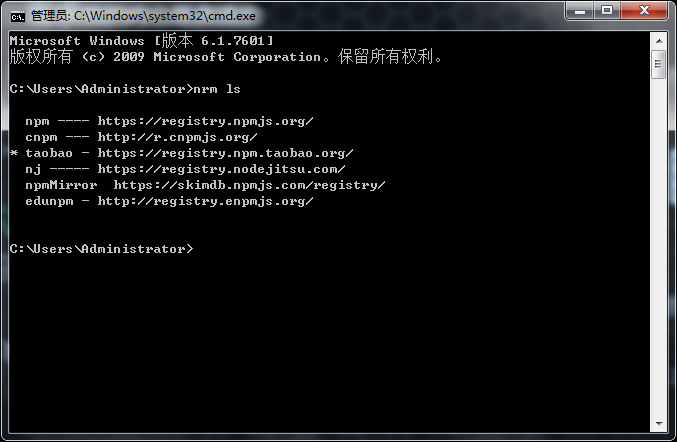 管理员: C:\Windows\system32\cmd.exe
Microsoft Windows [版本 6.1.7601]
版权所有 (c) 2009 Microsoft Corporation。保留所有权利。
C:\Users\Administrator>nrm ls
npm ---- https://registry.npmjs.org/
cnpm --- http://r.cnpmjs.org/
* taobao - https://registry.npm.taobao.org/
nj ----- https://registry.nodejitsu.com/
npmMirror  https://skimdb.npmjs.com/registry/
edunpm - http://registry.enpmjs.org/
C:\Users\Administrator>